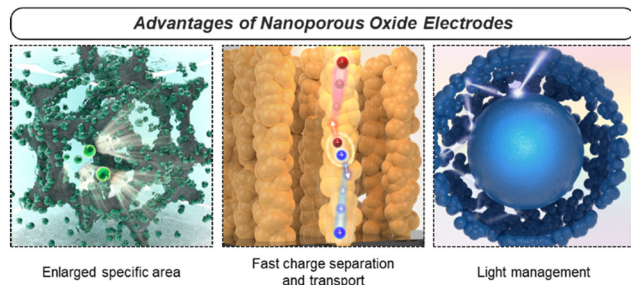 Advantages of Nanoporous Oxide Electrodes
Enlarged specific area
Fast charge separation
and transport
Light management